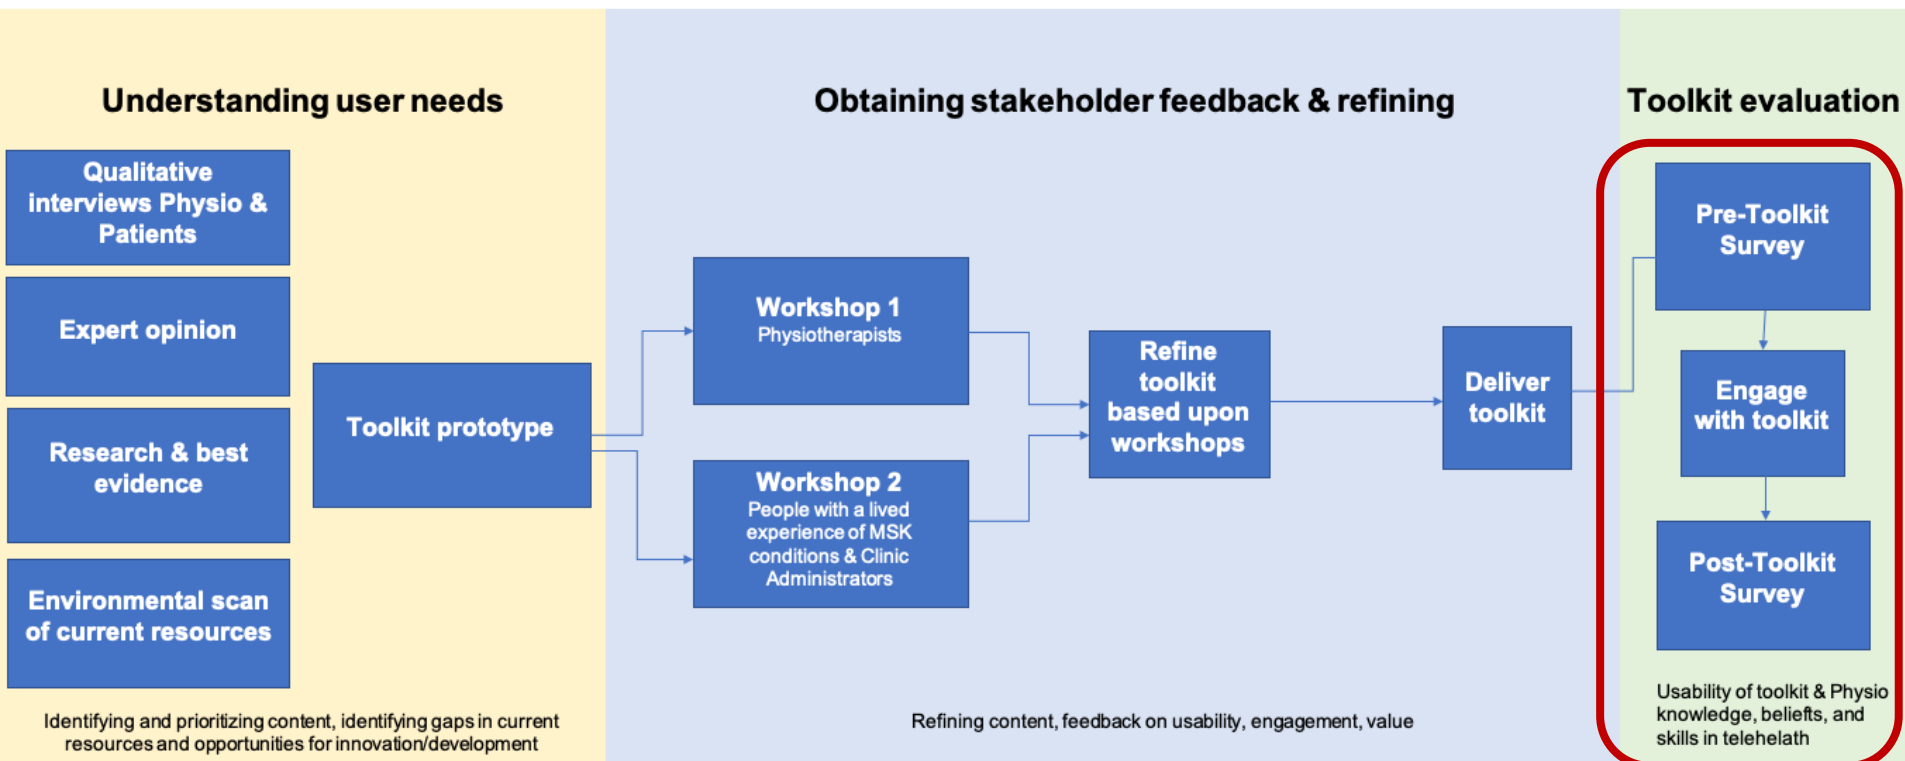 Understanding user needs
Qualitative
interviews Physio &
Patients
Expert opinion
Research & best
evidence
Environmental scan
of current resources
Toolkit prototype
Identifying and prioritizing content, identifying gaps in current
resources and opportunities for innovation/development
Obtaining stakeholder feedback & refining
Workshop 1
Physiotherapists
Workshop 2
People with a lived
experience of MSK
conditions & Clinic
Administrators
Refine
toolkit
based upon
workshops
Deliver
toolkit
Refining content, feedback on usability, engagement, value
Toolkit evaluation
Pre-Toolkit
Survey
Engage
with toolkit
Post-Toolkit
Survey
Usability of toolkit & Physio
knowledge, beliefts, and
skills in telehelath